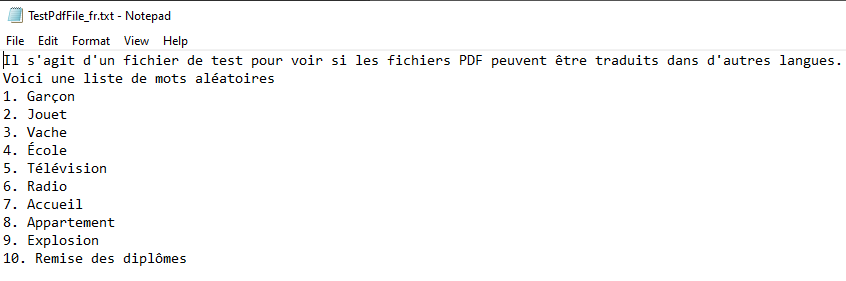 TestPdfFile_fr.txt - Notepad
File Edit Format View Help
Il s'agit d'un fichier de test pour voir si les fichiers PDF peuvent être traduits dans d'autres langues.
Voici une liste de mots aléatoires
1. Garçon
2. Jouet
3. Vache
4. École
5. Télévision
6. Radio
7. Accueil
8. Appartement
9. Explosion
10. Remise des diplômes